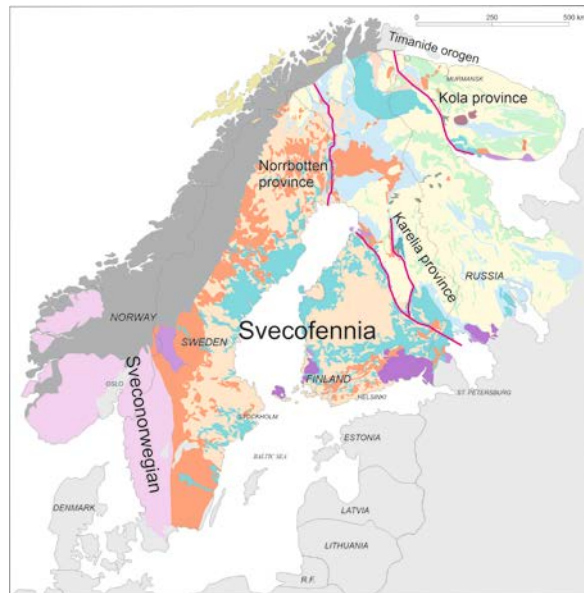 0 250 500 km
Timanide orogen
MURMANSK
Kola province
Norrbotten
province
Karelia province
RUSSIA
NORWAY
Svecofennia
SWEDEN
Sveconorwegian
OSLO
FINLAND
HELSINKI
ST. PETERSBURG
STOCKHOLM
BALTIC SEA
ESTONIA
DENMARK
LATVIA
LITHUANIA
R.F.